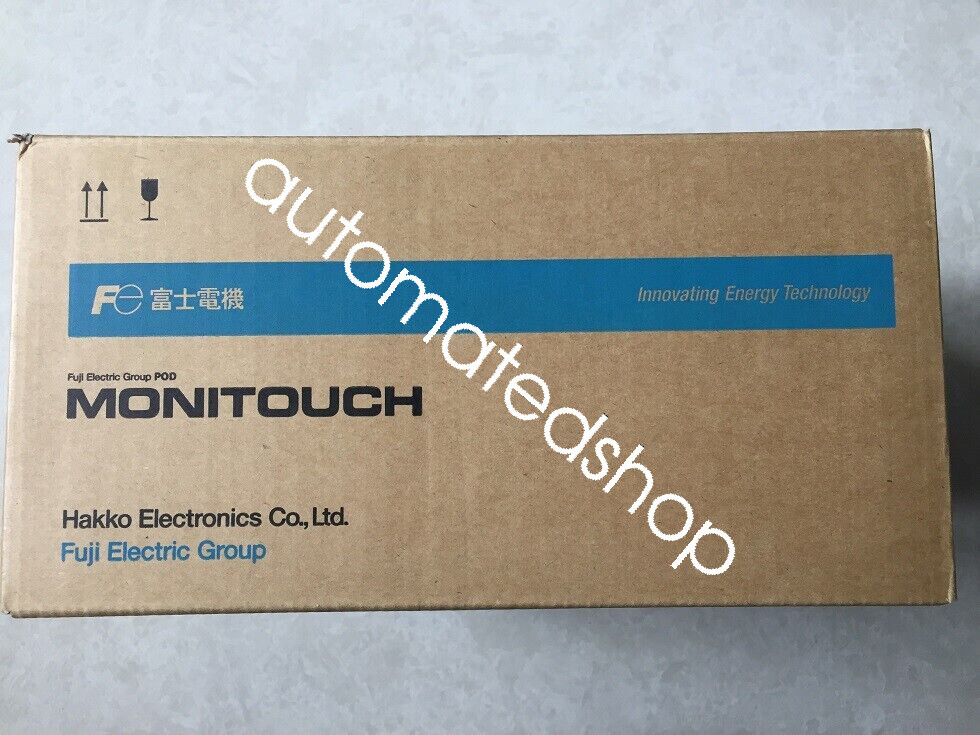 Fe 富士電機
Innovating Energy Technology
Fuji Electric Group POD
MONITOUCH
Hakko Electronics Co.,Ltd.
Fuji Electric Group
automatedshop